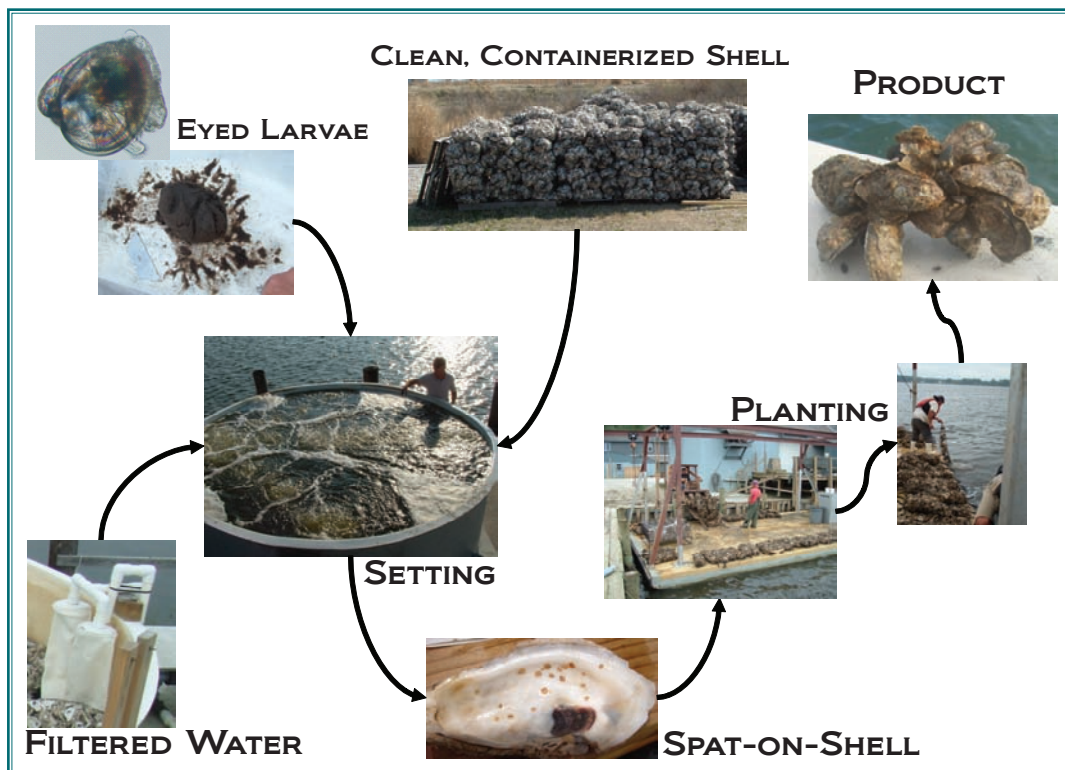 CLEAN, CONTAINERIZED SHELL
PRODUCT
EYED LARVAE
PLANTING
SETTING
FILTERED WATER
SPAT-ON-SHELL